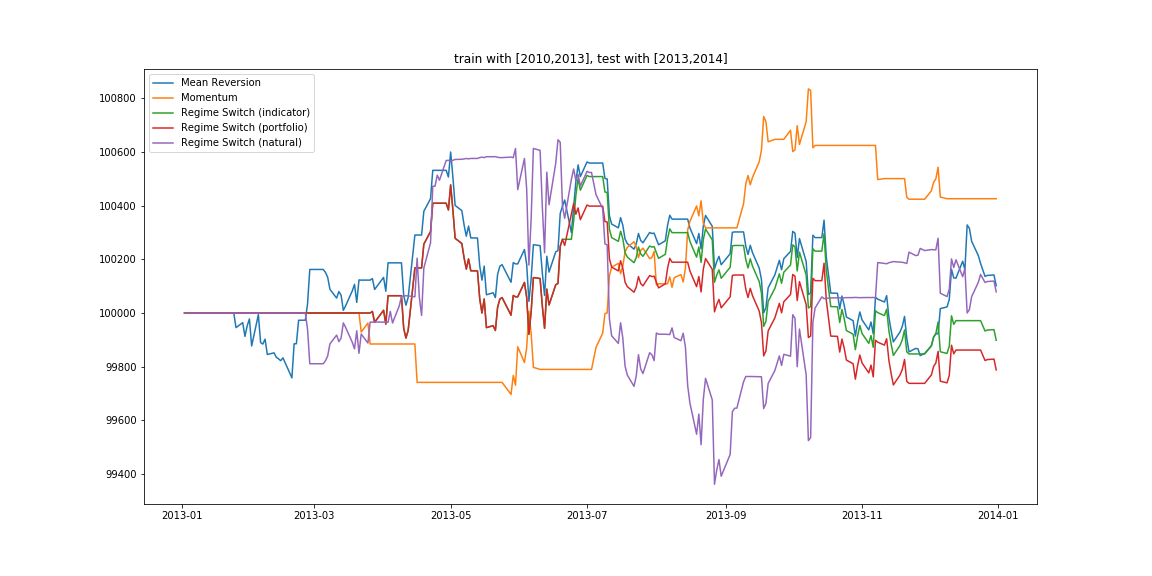 train with [2010,2013], test with [2013,2014]
Mean Reversion
Momentum
Regime Switch (indicator)
Regime Switch (portfolio)
Regime Switch (natural)
100800
100600
100400
100200
100000
99800
99600
99400
2013-01 2013-03 2013-05 2013-07 2013-09 2013-11 2014-01